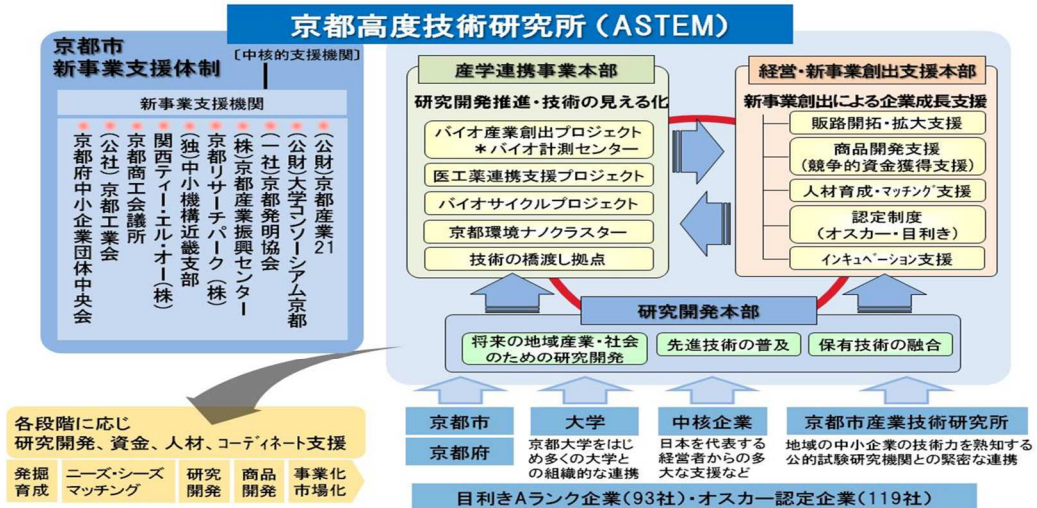 京都高度技術研究所(ASTEM)
京都市
新事業支援体制
〔中核的支援機関〕
新事業支援機関
(公財)京都産業21
(公財)大学コンソーシアム京都
(一社)京都発明協会
(株)京都産業振興センター
京都リサーチパーク(株)
(独)中小機構近畿支部
関西ティー・エル・オー(株)
京都商工会議所
(公社)京都工業会
京都府中小企業団体中央会
産学連携事業本部
研究開発推進・技術の見える化
バイオ産業創出プロジェクト
*バイオ計測センター
医工薬連携支援プロジェクト
バイオサイクルプロジェクト
京都環境ナノクラスター
技術の橋渡し拠点
経営・新事業創出支援本部
新事業創出による企業成長支援
販路開拓・拡大支援
商品開発支援
(競争的資金獲得支援)
人材育成・マッチング支援
認定制度
(オスカー・目利き)
インキュベーション支援
研究開発本部
将来の地域産業・社会
のための研究開発
先進技術の普及
保有技術の融合
各段階に応じ
研究開発、資金、人材、コーディネート支援
発掘
育成
ニーズ・シーズ
マッチング
研究
開発
商品
開発
事業化
市場化
京都市
京都府
大学
京都大学をはじ
め多くの大学と
の組織的な連携
中核企業
日本を代表する
経営者からの多
大な支援など
京都市産業技術研究所
地域の中小企業の技術力を熟知する
公的試験研究機関との緊密な連携
目利きAランク企業(93社)・オスカー認定企業(119社)